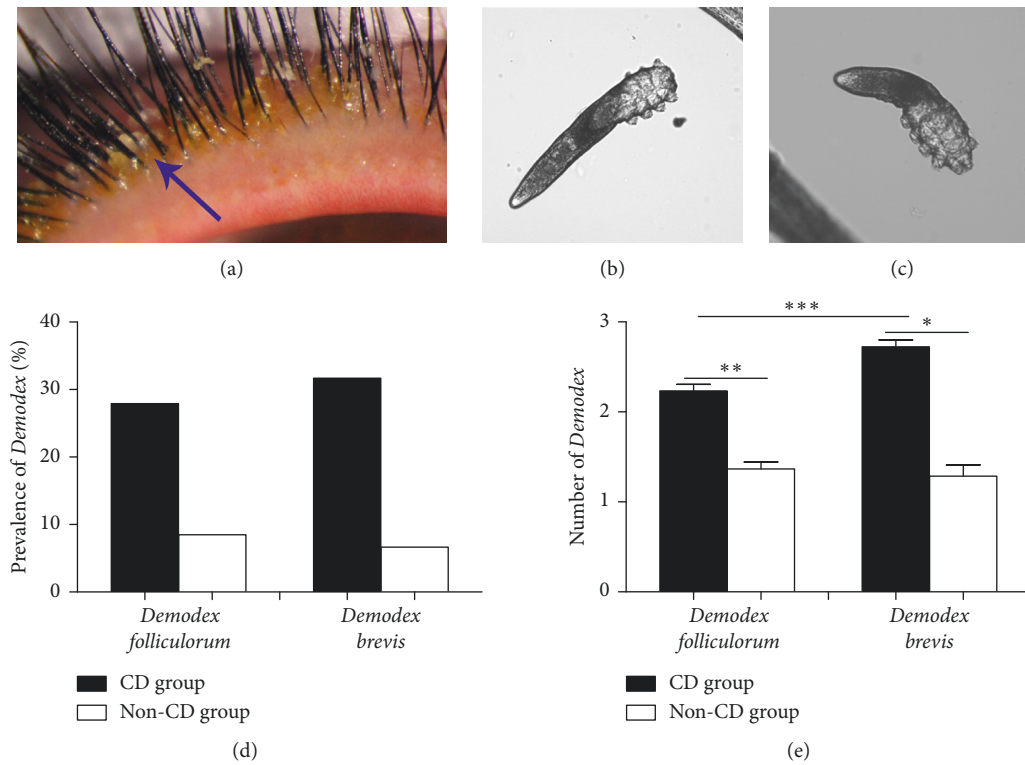 (a)
(b)
(c)
Prevalence of Demodex (%)
40
30
20
10
0
Demodex
folliculorum
Demodex
brevis
CD group
Non-CD group
(d)
Number of Demodex
3
2
1
0
***
**
*
Demodex
folliculorum
Demodex
brevis
CD group
Non-CD group
(e)